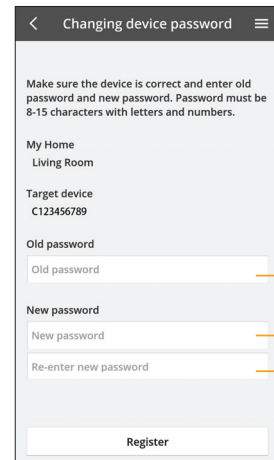 Changing device password
Make sure the device is correct and enter old
password and new password. Password must be
8-15 characters with letters and numbers.
My Home
Living Room
Target device
C123456789
Old password
Old password
New password
New password
Re-enter new password
Register